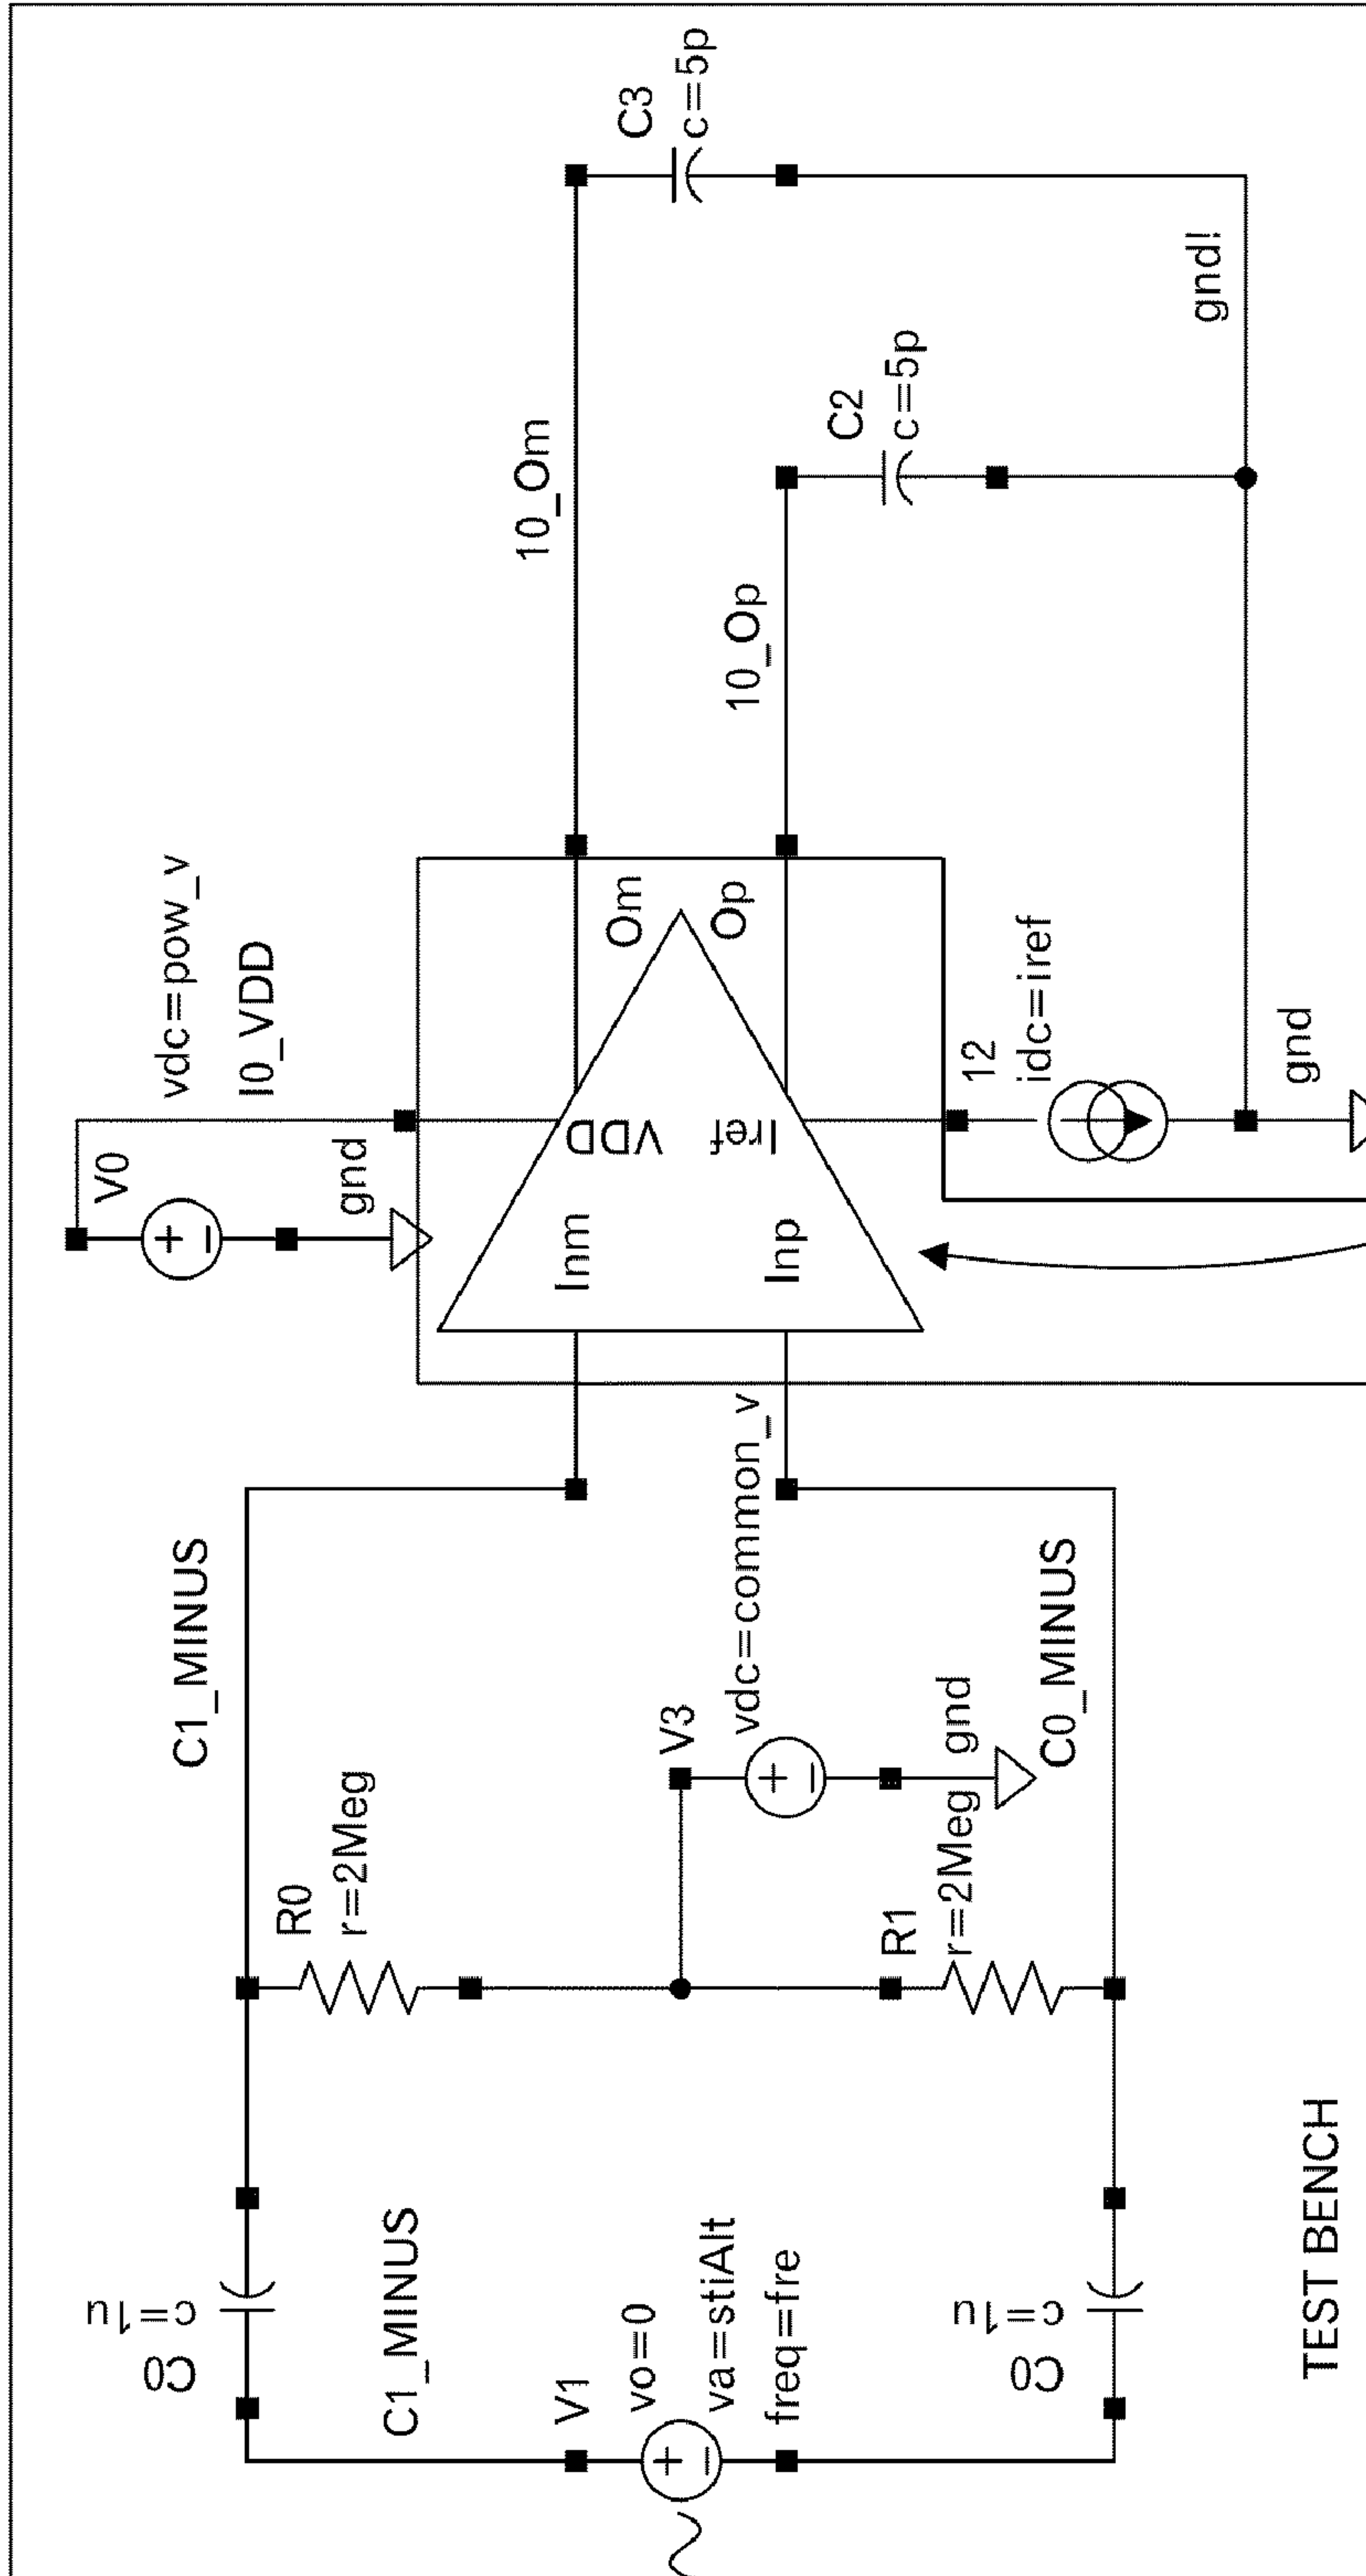 c=1u
C0
C1_MINUS
V1
vo=0
va=stiAlt
freq=fre
c=1u
C0
TEST BENCH
C1_MINUS
R0
r=2Meg
V3
vdc=common_v
R1
r=2Meg
gnd
C0_MINUS
V0
vdc=pow_v
I0_VDD
gnd
Inm
Inp
VDD
Iref
Om
Op
12
idc=iref
gnd
10_Om
10_Op
C2
c=5p
C3
c=5p
gnd!